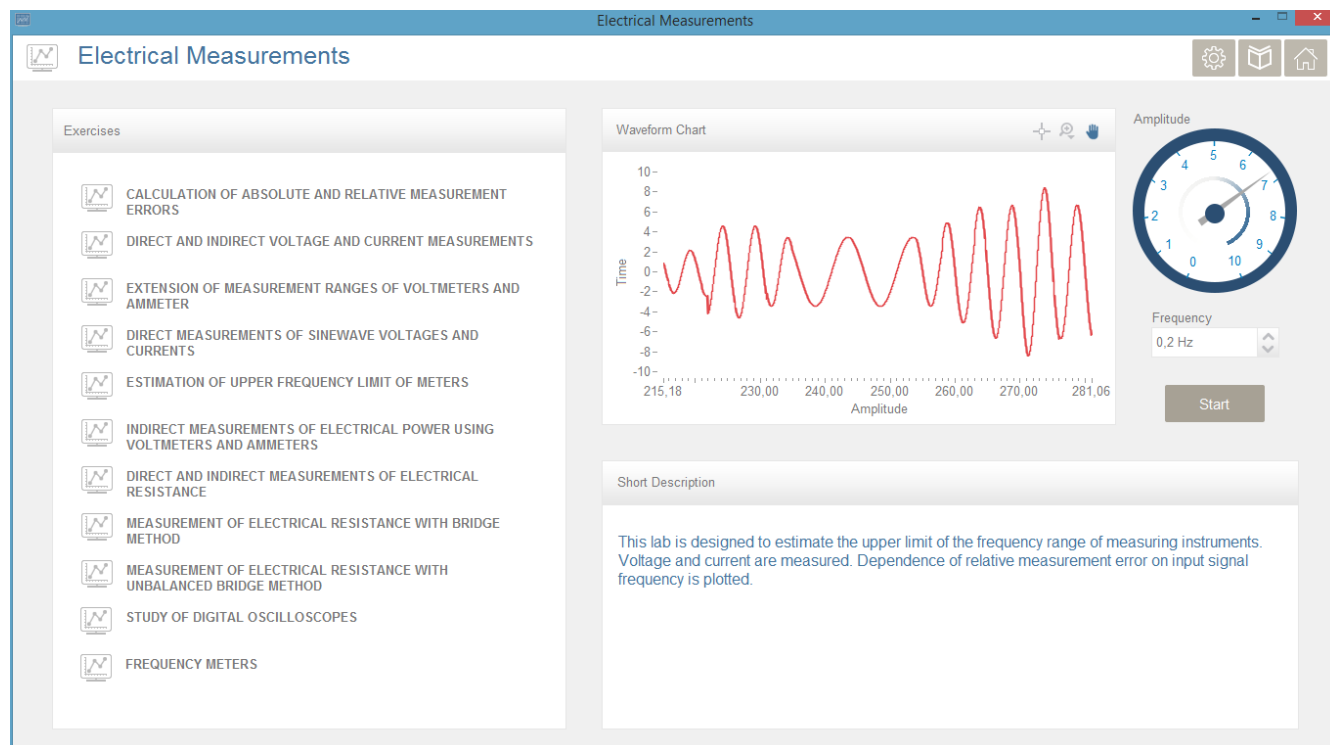 Electrical Measurements
Electrical Measurements
Exercises
CALCULATION OF ABSOLUTE AND RELATIVE MEASUREMENT
ERRORS
DIRECT AND INDIRECT VOLTAGE AND CURRENT MEASUREMENTS
EXTENSION OF MEASUREMENT RANGES OF VOLTMETERS AND
AMMETER
DIRECT MEASUREMENTS OF SINEWAVE VOLTAGES AND
CURRENTS
ESTIMATION OF UPPER FREQUENCY LIMIT OF METERS
INDIRECT MEASUREMENTS OF ELECTRICAL POWER USING
VOLTMETERS AND AMMETERS
DIRECT AND INDIRECT MEASUREMENTS OF ELECTRICAL
RESISTANCE
MEASUREMENT OF ELECTRICAL RESISTANCE WITH BRIDGE
METHOD
MEASUREMENT OF ELECTRICAL RESISTANCE WITH
UNBALANCED BRIDGE METHOD
STUDY OF DIGITAL OSCILLOSCOPES
FREQUENCY METERS
Waveform Chart
10
8
6
4
2
0
-2
-4
-6
-8
-10
Time
215,18 230,00 240,00 250,00 260,00 270,00 281,06
Amplitude
Amplitude
0
1
2
3
4
5
6
7
8
9
10
Frequency
0,2 Hz
Start
Short Description
This lab is designed to estimate the upper limit of the frequency range of measuring instruments.
Voltage and current are measured. Dependence of relative measurement error on input signal
frequency is plotted.